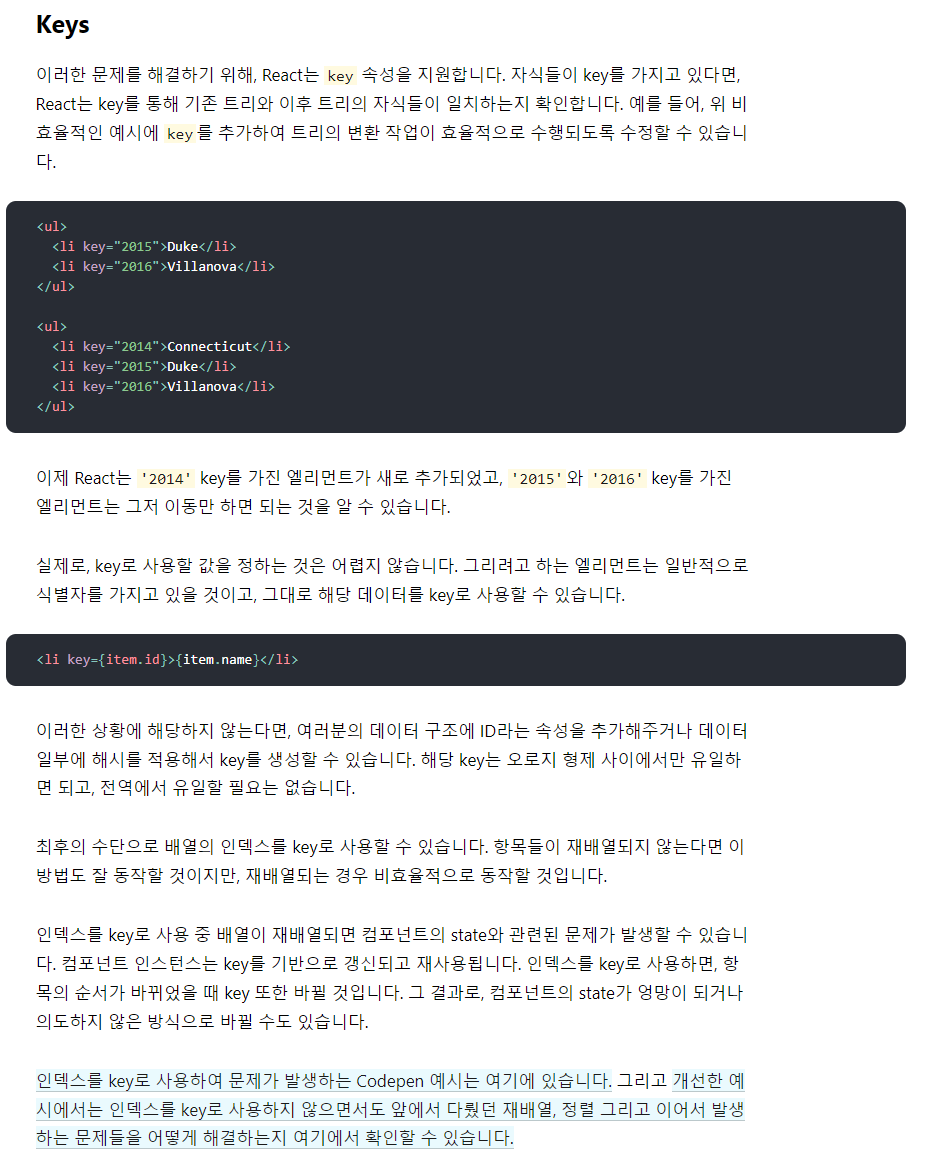 Keys
이러한 문제를 해결하기 위해, React는 key 속성을 지원합니다. 자식들이 key를 가지고 있다면,
React는 key를 통해 기존 트리와 이후 트리의 자식들이 일치하는지 확인합니다. 예를 들어, 위 비
효율적인 예시에 key를 추가하여 트리의 변환 작업이 효율적으로 수행되도록 수정할 수 있습니
다.
<ul>
  <li key="2015">Duke</li>
  <li key="2016">Villanova</li>
</ul>
<ul>
  <li key="2014">Connecticut</li>
  <li key="2015">Duke</li>
  <li key="2016">Villanova</li>
</ul>
이제 React는 '2014' key를 가진 엘리먼트가 새로 추가되었고, '2015'와 '2016' key를 가진
엘리먼트는 그저 이동만 하면 되는 것을 알 수 있습니다.
실제로, key로 사용할 값을 정하는 것은 어렵지 않습니다. 그리려고 하는 엘리먼트는 일반적으로
식별자를 가지고 있을 것이고, 그대로 해당 데이터를 key로 사용할 수 있습니다.
<li key={item.id}>{item.name}</li>
이러한 상황에 해당하지 않는다면, 여러분의 데이터 구조에 ID라는 속성을 추가해주거나 데이터
일부에 해시를 적용해서 key를 생성할 수 있습니다. 해당 key는 오로지 형제 사이에서만 유일하
면 되고, 전역에서 유일할 필요는 없습니다.
최후의 수단으로 배열의 인덱스를 key로 사용할 수 있습니다. 항목들이 재배열되지 않는다면 이
방법도 잘 동작할 것이지만, 재배열되는 경우 비효율적으로 동작할 것입니다.
인덱스를 key로 사용 중 배열이 재배열되면 컴포넌트의 state와 관련된 문제가 발생할 수 있습니
다. 컴포넌트 인스턴스는 key를 기반으로 갱신되고 재사용됩니다. 인덱스를 key로 사용하면, 항
목의 순서가 바뀌었을 때 key 또한 바뀔 것입니다. 그 결과로, 컴포넌트의 state가 엉망이 되거나
의도하지 않은 방식으로 바뀔 수도 있습니다.
인덱스를 key로 사용하여 문제가 발생하는 Codepen 예시는 여기에 있습니다. 그리고 개선한 예
시에서는 인덱스를 key로 사용하지 않으면서도 앞에서 다뤘던 재배열, 정렬 그리고 이어서 발생
하는 문제들을 어떻게 해결하는지 여기에서 확인할 수 있습니다.